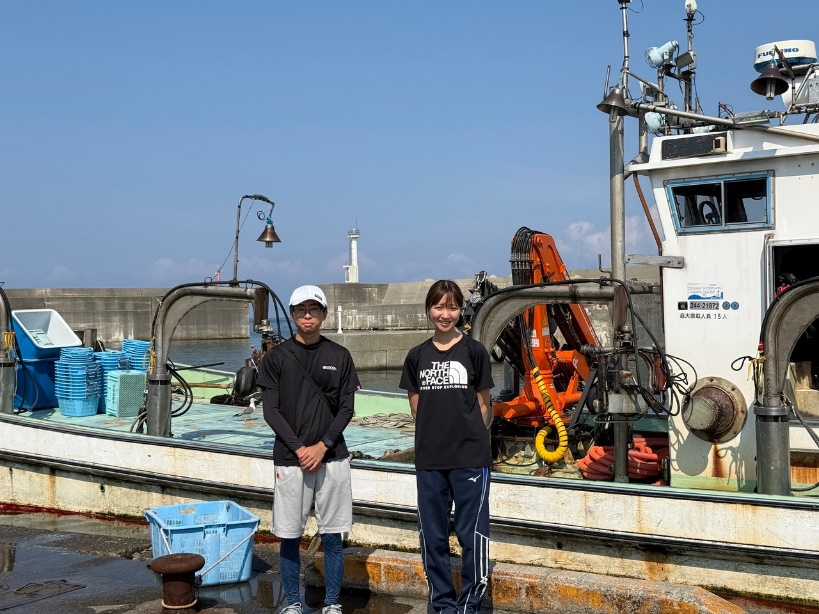 FURUNO
THE
NORTH
FACE
NEVER STOP EXPLORING
244-21872
最大搭載人員 15人